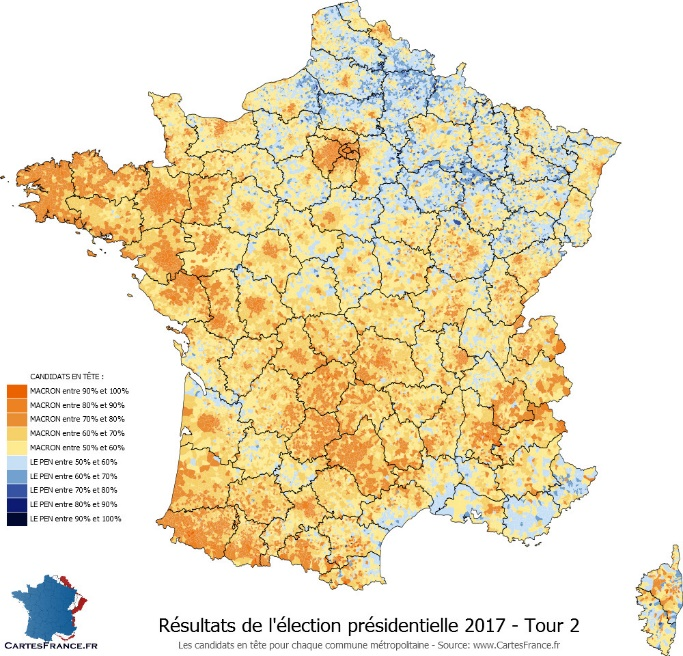 CANDIDATS EN TÊTE :
MACRON entre 90% et 100%
MACRON entre 80% et 90%
MACRON entre 70% et 80%
MACRON entre 60% et 70%
MACRON entre 50% et 60%
LE PEN entre 50% et 60%
LE PEN entre 60% et 70%
LE PEN entre 70% et 80%
LE PEN entre 80% et 90%
LE PEN entre 90% et 100%
CARTESFRANCE.FR
Résultats de l'élection présidentielle 2017 - Tour 2
Les candidats en tête pour chaque commune métropolitaine - Source: www.CartesFrance.fr